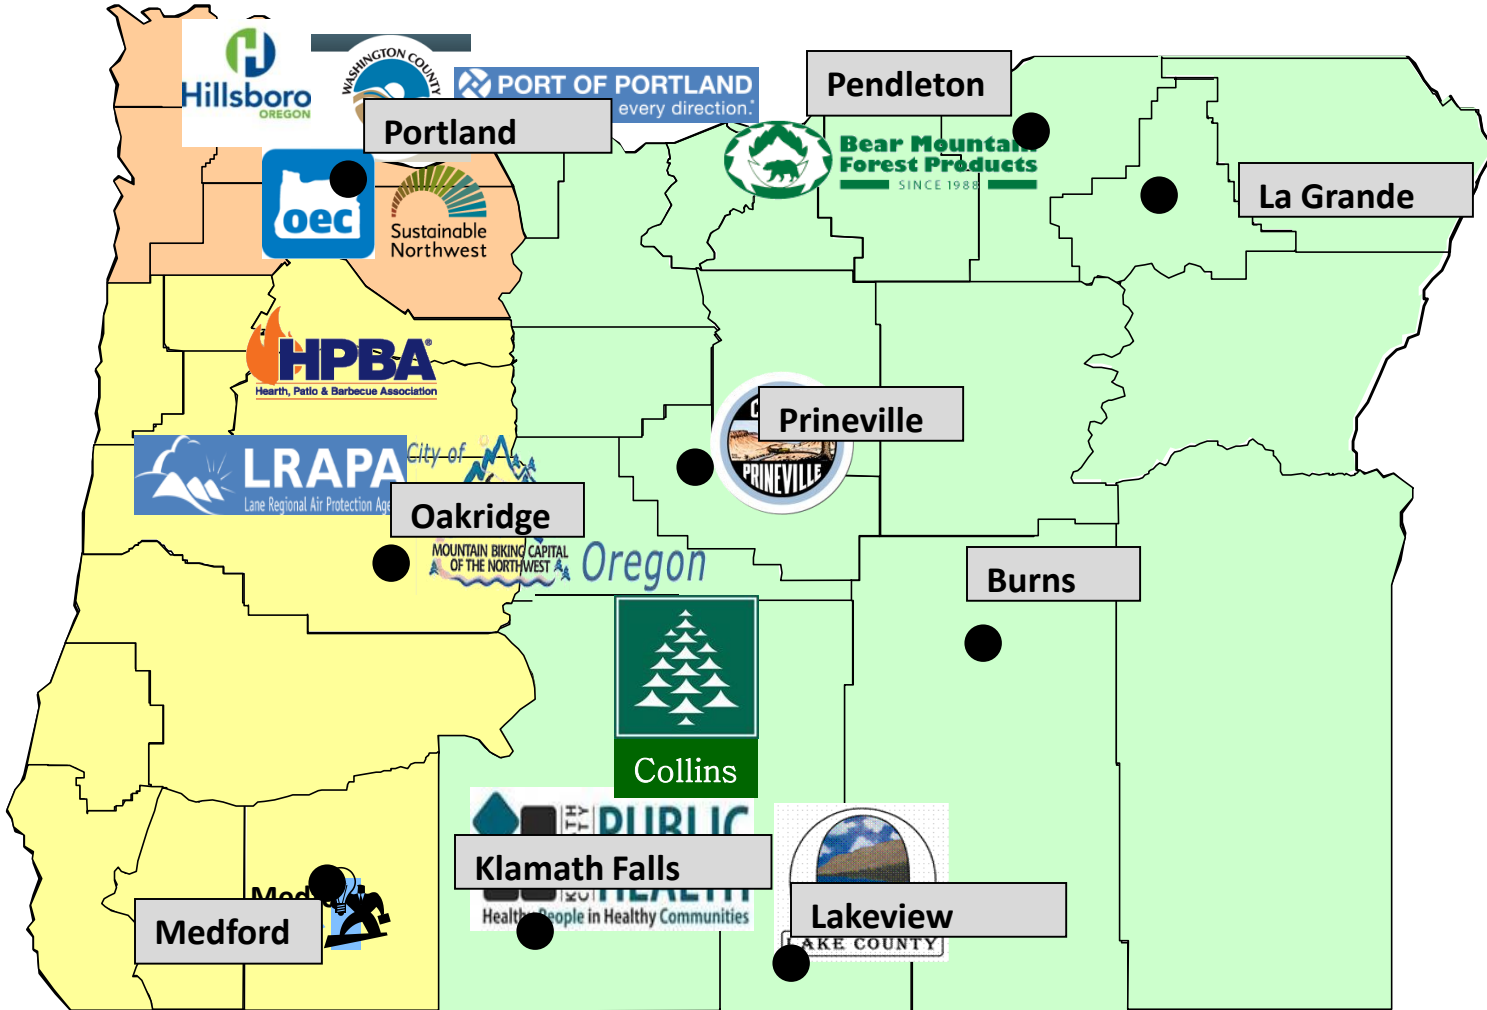 Hillsboro
OREGON
WASHINGTON COUNTY
PORT OF PORTLAND
every direction.
Portland
Pendleton
Bear Mountain
Forest Products
SINCE 1988
La Grande
oec
Sustainable
Northwest
HPBA®
Hearth, Patio & Barbecue Association
Prineville
PRINEVILLE
LRAPA
Lane Regional Air Protection
City of
Oakridge
MOUNTAIN BIKING CAPITAL
OF THE NORTHWEST
Oregon
Burns
Collins
PUBLIC
HEALTH
Klamath Falls
Healthy People in Healthy Communities
Lakeview
LAKE COUNTY
Medford